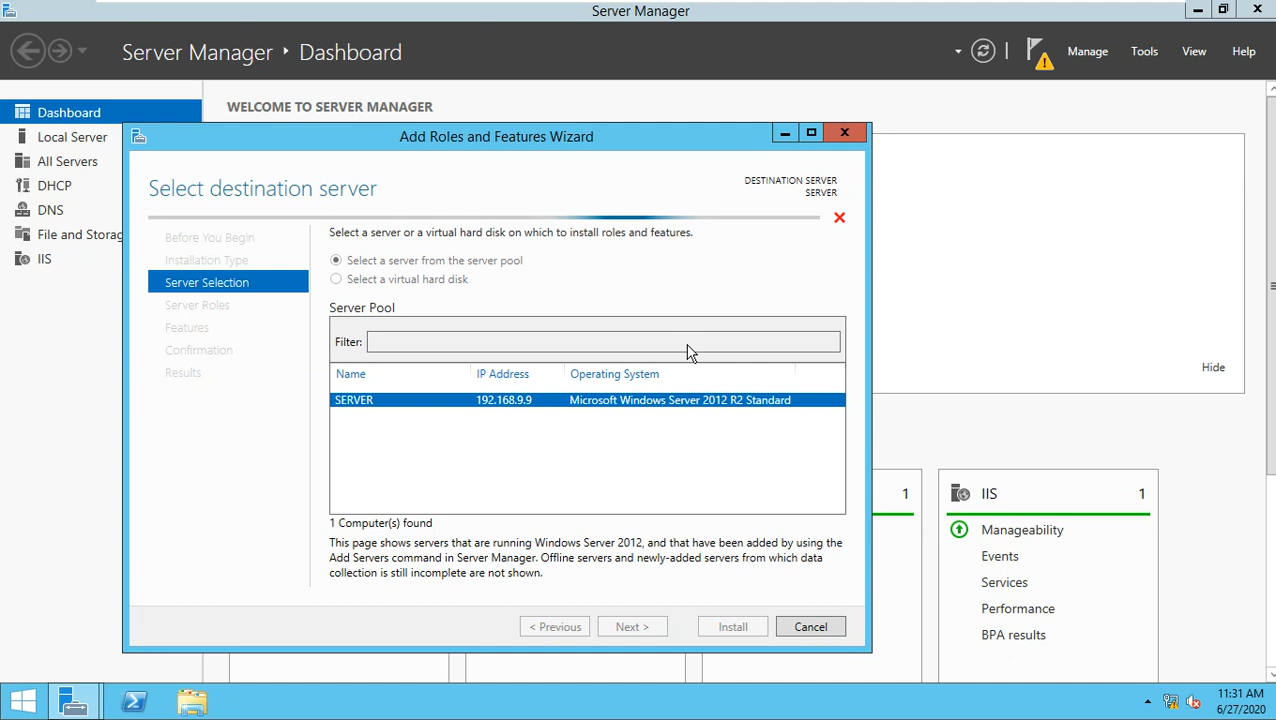 Server Manager
Server Manager ‣ Dashboard
Manage
Tools
View
Help
Dashboard
Local Server
All Servers
DHCP
DNS
File and Storag
IIS
WELCOME TO SERVER MANAGER
Add Roles and Features Wizard
Select destination server
DESTINATION SERVER
SERVER
Before You Begin
Installation Type
Server Selection
Server Roles
Features
Confirmation
Results
Select a server or a virtual hard disk on which to install roles and features.
Select a server from the server pool
Select a virtual hard disk
Server Pool
Filter:
Name IP Address Operating System
SERVER 192.168.9.9 Microsoft Windows Server 2012 R2 Standard
1 Computer(s) found
This page shows servers that are running Windows Server 2012, and that have been added by using the
Add Servers command in Server Manager. Offline servers and newly-added servers from which data
collection is still incomplete are not shown.
< Previous
Next >
Install
Cancel
Hide
1
IIS 1
Manageability
Events
Services
Performance
BPA results
11:31 AM
6/27/2020